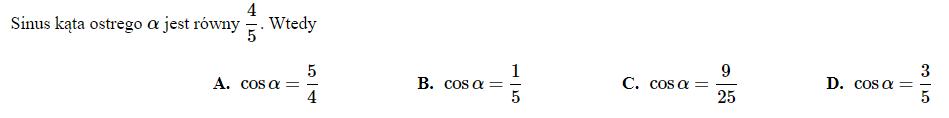 Sinus kąta ostrego α jest równy 4/5. Wtedy
A. cos α = 5/4 B. cos α = 1/5 C. cos α = 9/25 D. cos α = 3/5